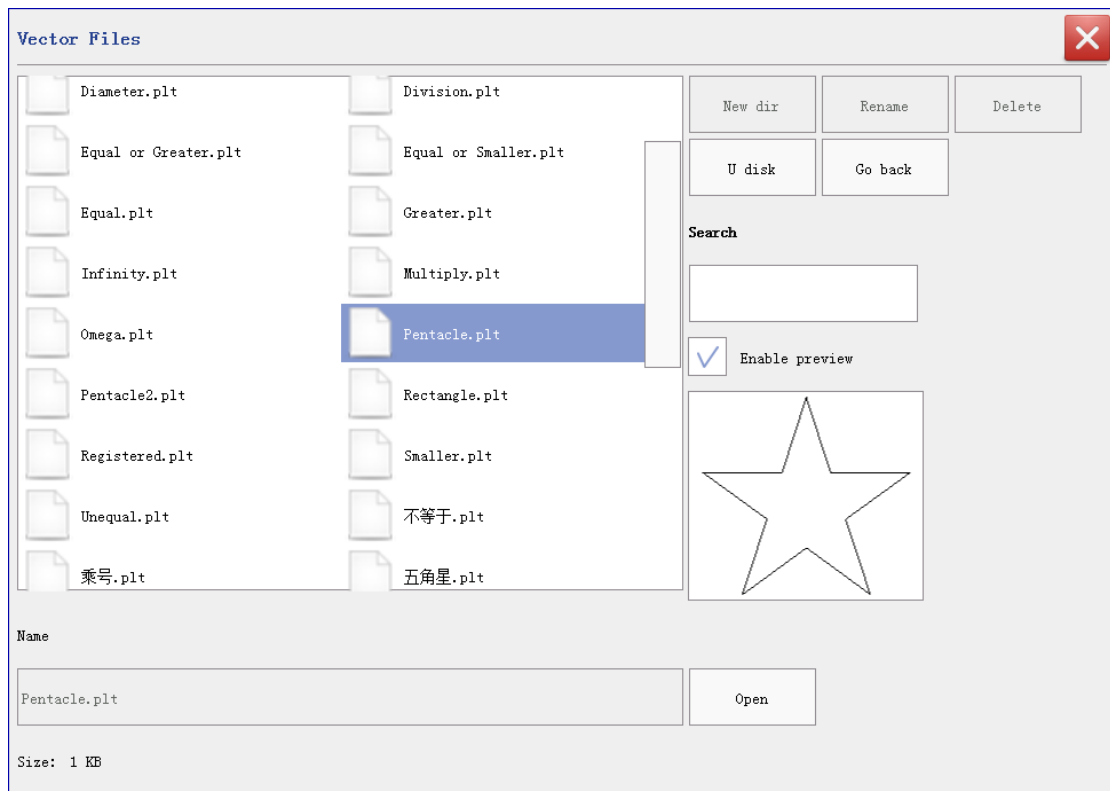 Vector Files
Diameter.plt
Division.plt
New dir
Rename
Delete
Equal or Greater.plt
Equal or Smaller.plt
U disk
Go back
Equal.plt
Greater.plt
Search
Infinity.plt
Multiply.plt
Omega.plt
Pentacle.plt
Enable preview
Pentacle2.plt
Rectangle.plt
Registered.plt
Smaller.plt
Unequal.plt
不等于.plt
乘号.plt
五角星.plt
Name
Pentacle.plt
Open
Size: 1 KB